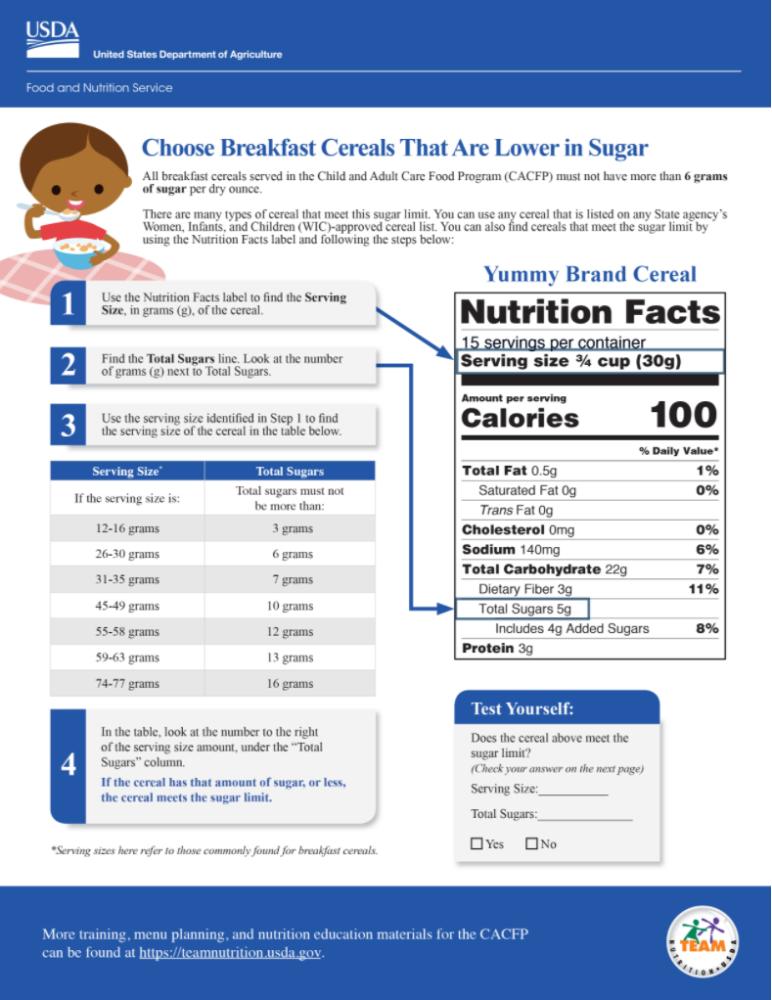 USDA
United States Department of Agriculture
Food and Nutrition Service
Choose Breakfast Cereals That Are Lower in Sugar
All breakfast cereals served in the Child and Adult Care Food Program (CACFP) must not have more than 6 grams
of sugar per dry ounce.
There are many types of cereal that meet this sugar limit. You can use any cereal that is listed on any State agency’s
Women, Infants, and Children (WIC)-approved cereal list. You can also find cereals that meet the sugar limit by
using the Nutrition Facts label and following the steps below:
1
Use the Nutrition Facts label to find the Serving
Size, in grams (g), of the cereal.
2
Find the Total Sugars line. Look at the number
of grams (g) next to Total Sugars.
3
Use the serving size identified in Step 1 to find
the serving size of the cereal in the table below.
Serving Size* Total Sugars
If the serving size is: Total sugars must not
be more than:
12-16 grams 3 grams
26-30 grams 6 grams
31-35 grams 7 grams
45-49 grams 10 grams
55-58 grams 12 grams
59-63 grams 13 grams
74-77 grams 16 grams
4
In the table, look at the number to the right
of the serving size amount, under the “Total
Sugars” column.
If the cereal has that amount of sugar, or less,
the cereal meets the sugar limit.
*Serving sizes here refer to those commonly found for breakfast cereals.
Yummy Brand Cereal
Nutrition Facts
15 servings per container
Serving size ¾ cup (30g)
Amount per serving
Calories 100
% Daily Value*
Total Fat 0.5g 1%
Saturated Fat 0g 0%
Trans Fat 0g
Cholesterol 0mg 0%
Sodium 140mg 6%
Total Carbohydrate 22g 7%
Dietary Fiber 3g 11%
Total Sugars 5g
Includes 4g Added Sugars 8%
Protein 3g
Test Yourself:
Does the cereal above meet the
sugar limit?
(Check your answer on the next page)
Serving Size:___________
Total Sugars:_______________
Yes No
More training, menu planning, and nutrition education materials for the CACFP
can be found at https://teamnutrition.usda.gov.
TEAM
NUTRITION • USDA